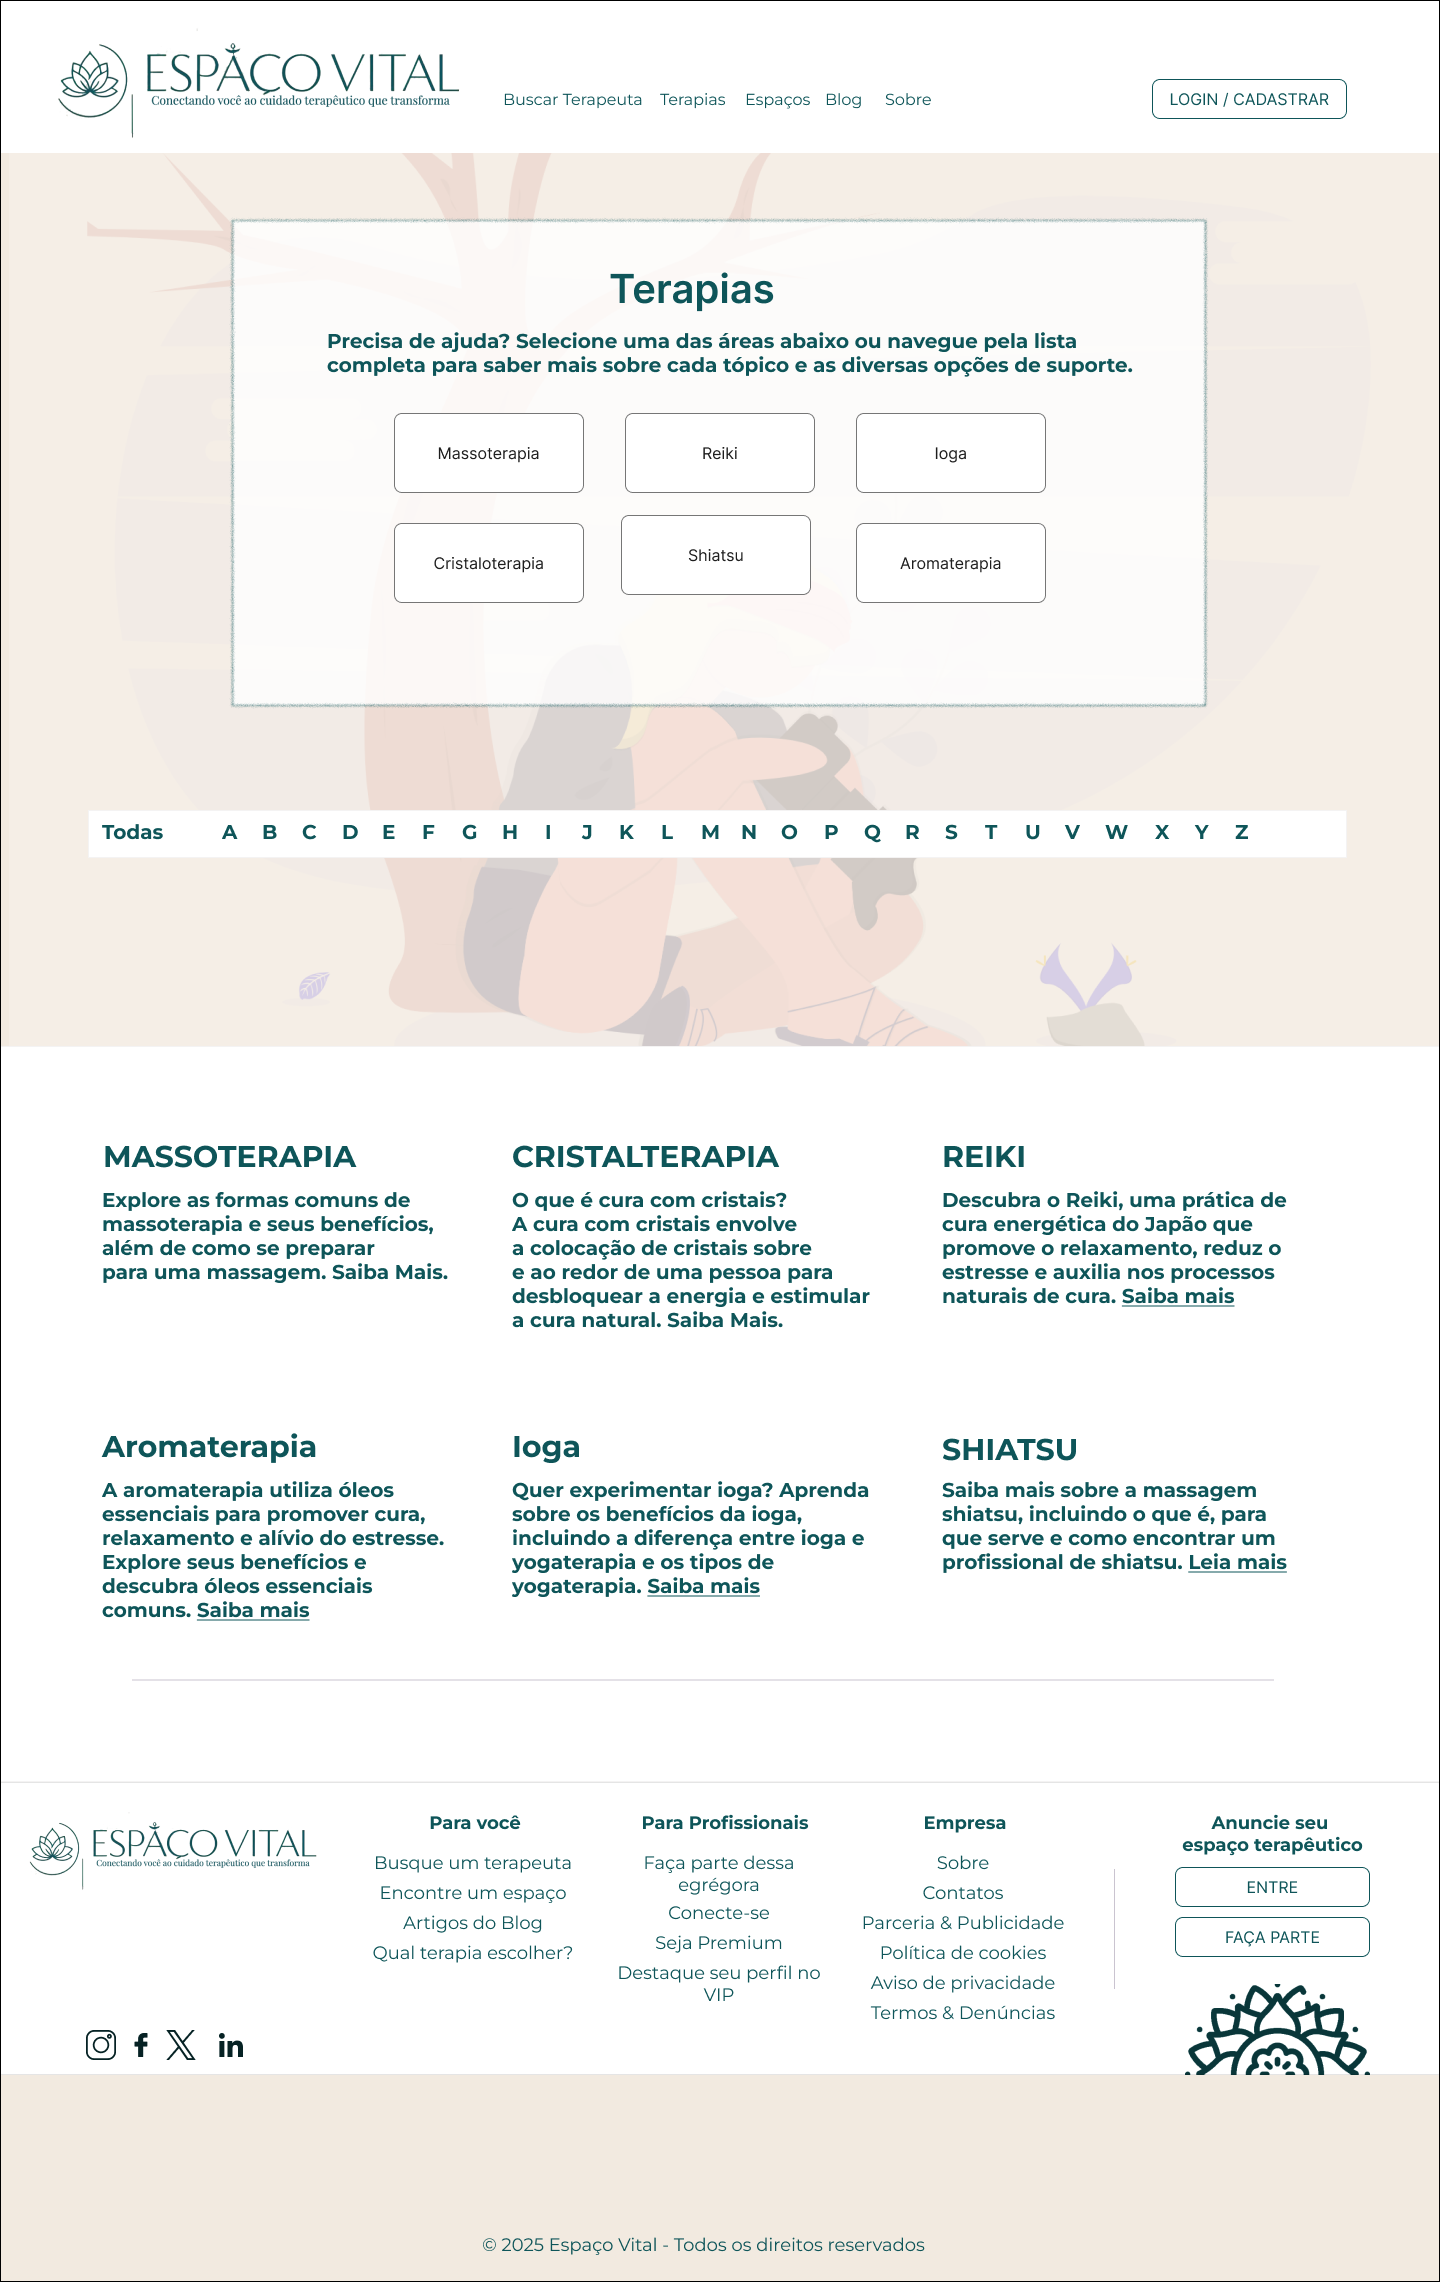 ESPAÇO VITAL
Conectando você ao cuidado terapêutico que transforma
Buscar Terapeuta Terapias Espaços Blog Sobre
LOGIN / CADASTRAR
Terapias
Precisa de ajuda? Selecione uma das áreas abaixo ou navegue pela lista
completa para saber mais sobre cada tópico e as diversas opções de suporte.
Massoterapia Reiki Ioga
Cristaloterapia Shiatsu Aromaterapia
Todas A B C D E F G H I J K L M N O P Q R S T U V W X Y Z
MASSOTERAPIA
Explore as formas comuns de
massoterapia e seus benefícios,
além de como se preparar
para uma massagem. Saiba Mais.
CRISTALTERAPIA
O que é cura com cristais?
A cura com cristais envolve
a colocação de cristais sobre
e ao redor de uma pessoa para
desbloquear a energia e estimular
a cura natural. Saiba Mais.
REIKI
Descubra o Reiki, uma prática de
cura energética do Japão que
promove o relaxamento, reduz o
estresse e auxilia nos processos
naturais de cura. Saiba mais
Aromaterapia
A aromaterapia utiliza óleos
essenciais para promover cura,
relaxamento e alívio do estresse.
Explore seus benefícios e
descubra óleos essenciais
comuns. Saiba mais
Ioga
Quer experimentar ioga? Aprenda
sobre os benefícios da ioga,
incluindo a diferença entre ioga e
yogaterapia e os tipos de
yogaterapia. Saiba mais
SHIATSU
Saiba mais sobre a massagem
shiatsu, incluindo o que é, para
que serve e como encontrar um
profissional de shiatsu. Leia mais
ESPAÇO VITAL
Conectando você ao cuidado terapêutico que transforma
Para você
Busque um terapeuta
Encontre um espaço
Artigos do Blog
Qual terapia escolher?
Para Profissionais
Faça parte dessa
egrégora
Conecte-se
Seja Premium
Destaque seu perfil no
VIP
Empresa
Sobre
Contatos
Parceria & Publicidade
Política de cookies
Aviso de privacidade
Termos & Denúncias
Anuncie seu
espaço terapêutico
ENTRE
FAÇA PARTE
© 2025 Espaço Vital - Todos os direitos reservados